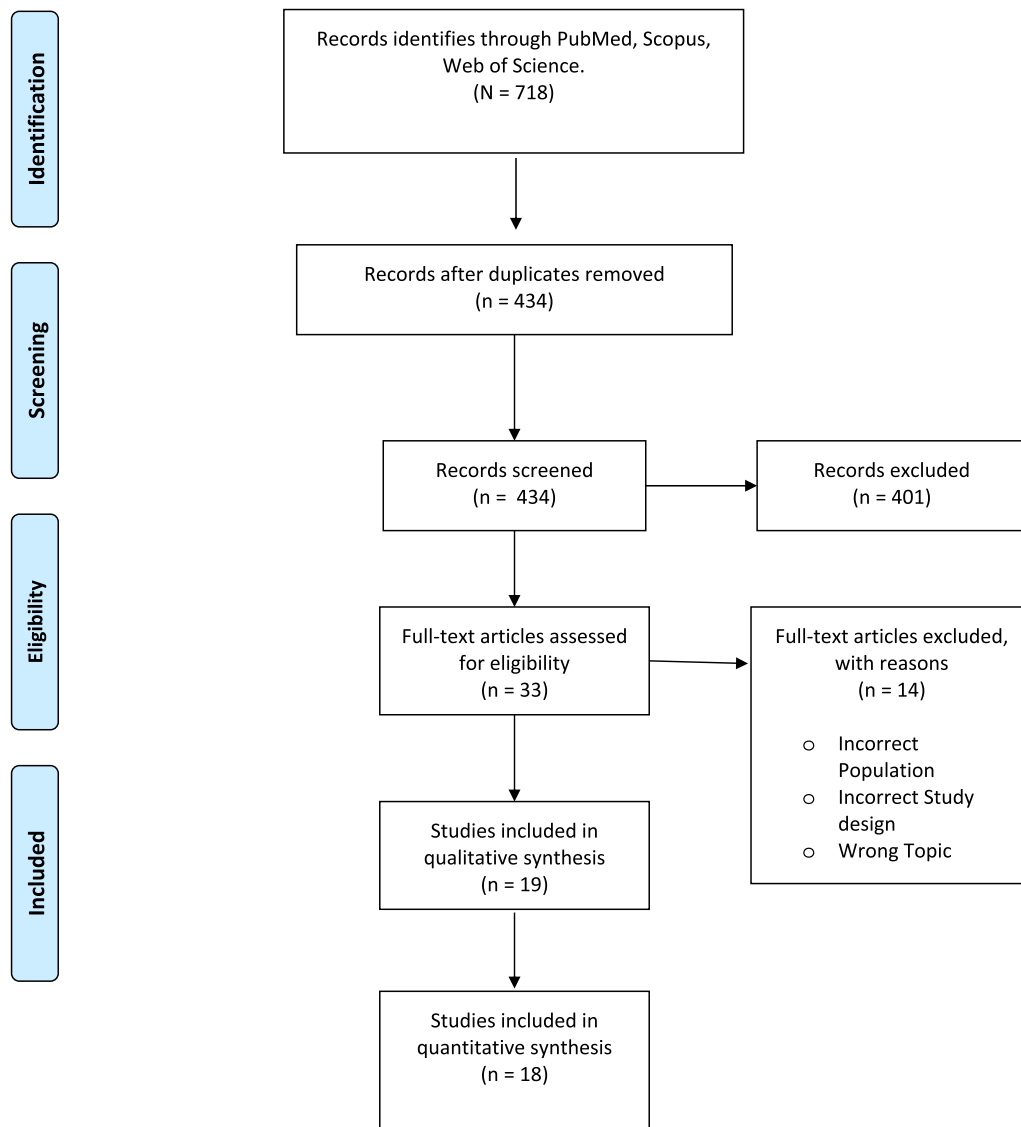 Identification
Records identifies through PubMed, Scopus,
Web of Science.
(N = 718)
Screening
Records after duplicates removed
(n = 434)
Records screened
(n = 434)
Records excluded
(n = 401)
Eligibility
Full-text articles assessed
for eligibility
(n = 33)
Full-text articles excluded,
with reasons
(n = 14)
o Incorrect
Population
o Incorrect Study
design
o Wrong Topic
Included
Studies included in
qualitative synthesis
(n = 19)
Studies included in
quantitative synthesis
(n = 18)